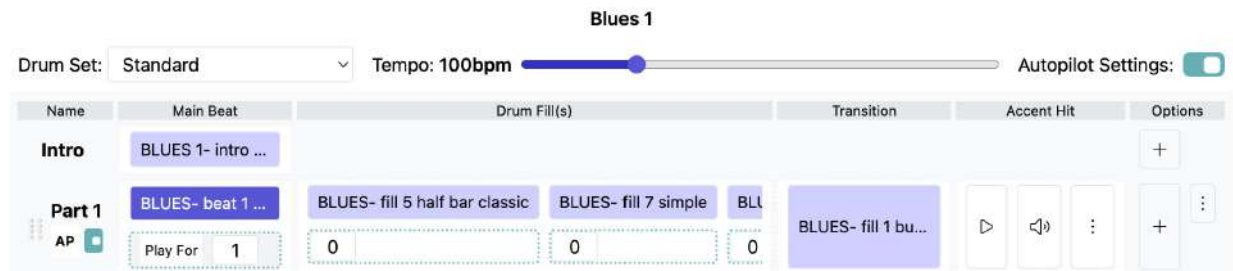 Blues 1
Drum Set: Standard Tempo: 100bpm Autopilot Settings:
Name Main Beat Drum Fill(s) Transition Accent Hit Options
Intro BLUES 1- intro ... +
Part 1 BLUES- beat 1 ... BLUES- fill 5 half bar classic BLUES- fill 7 simple BLU BLUES- fill 1 bu... +
AP Play For 1 0 0 0